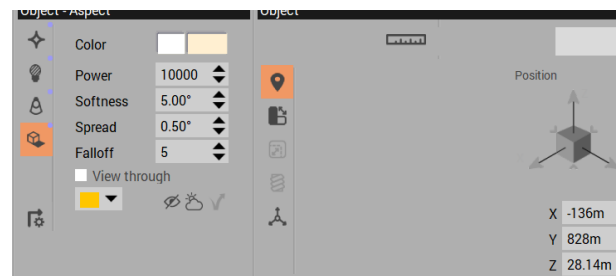 Object - Aspect
Object
Color
Power 10000
Softness 5.00°
Spread 0.50°
Falloff 5
View through
Position
X -136m
Y 828m
Z 28.14m